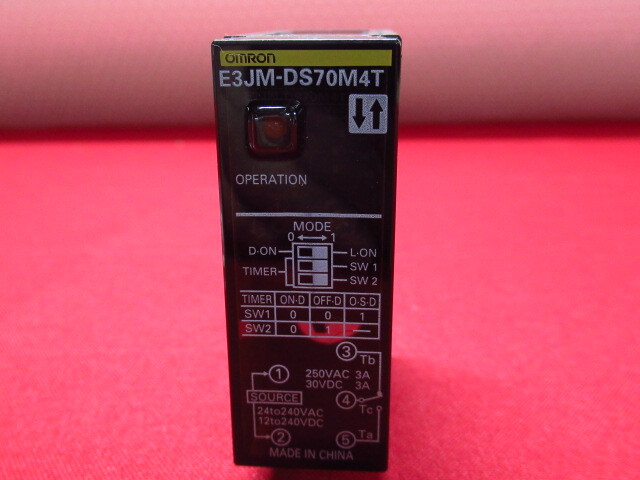 OMRON
E3JM-DS70M4T
OPERATION
MODE
0 1
D-ON L-ON
TIMER SW 1
SW 2
TIMER ON-D OFF-D O-S-D
SW1 0 0 1
SW2 0 1 —
3 Tb
1 250VAC 3A
30VDC 3A
SOURCE 4 Tc
24to240VAC
12to240VDC
2 5 Ta
MADE IN CHINA